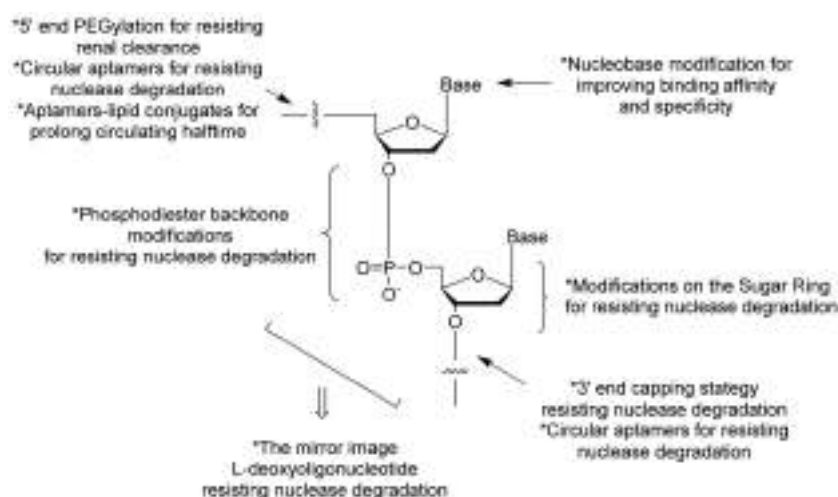 *5' end PEGylation for resisting
renal clearance
*Circular aptamers for resisting
nuclease degradation
*Aptamers-lipid conjugates for
prolong circulating halftime
Base
*Nucleobase modification for
improving binding affinity
and specificity
O
O
*Phosphodiester backbone
modifications
for resisting nuclease degradation
Base
O=P-O
O-
O
*Modifications on the Sugar Ring
for resisting nuclease degradation
O
*3' end capping stategy
resisting nuclease degradation
*Circular aptamers for resisting
nuclease degradation
*The mirror image
L-deoxyoligonucleotide
resisting nuclease degradation